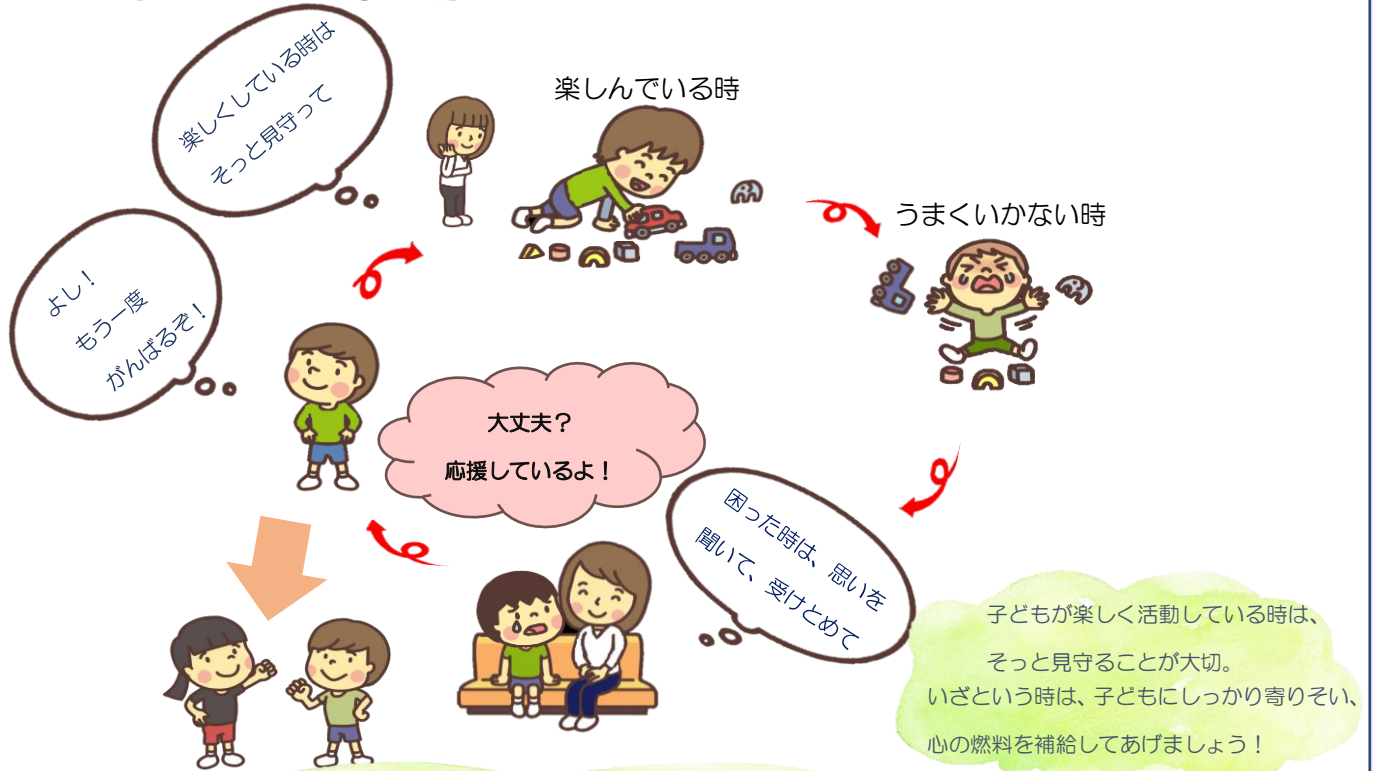 楽しくしている時は
そっと見守って
楽しんでいる時
うまくいかない時
よし！
もう一度
がんばるぞ！
大丈夫？
応援しているよ！
困った時は、思いを
聞いて、受けとめて
子どもが楽しく活動している時は、
そっと見守ることが大切。
いざという時は、子どもにしっかり寄りそい、
心の燃料を補給してあげましょう！